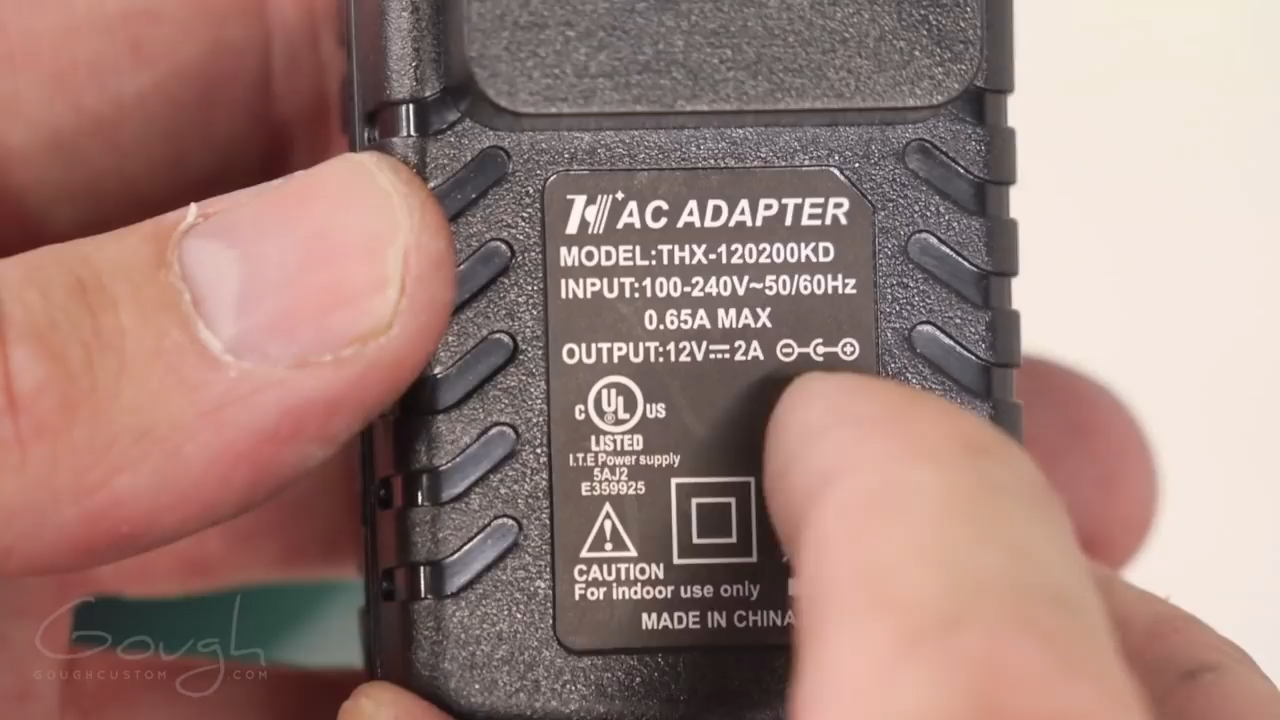 AC ADAPTER
MODEL:THX-120200KD
INPUT:100-240V~50/60Hz
0.65A MAX
OUTPUT:12V⎓2A
C UL US
®
LISTED
I.T.E Power supply
5AJ2
E359925
CAUTION
For indoor use only
MADE IN CHINA
Gough
GOUGHCUSTOM .COM